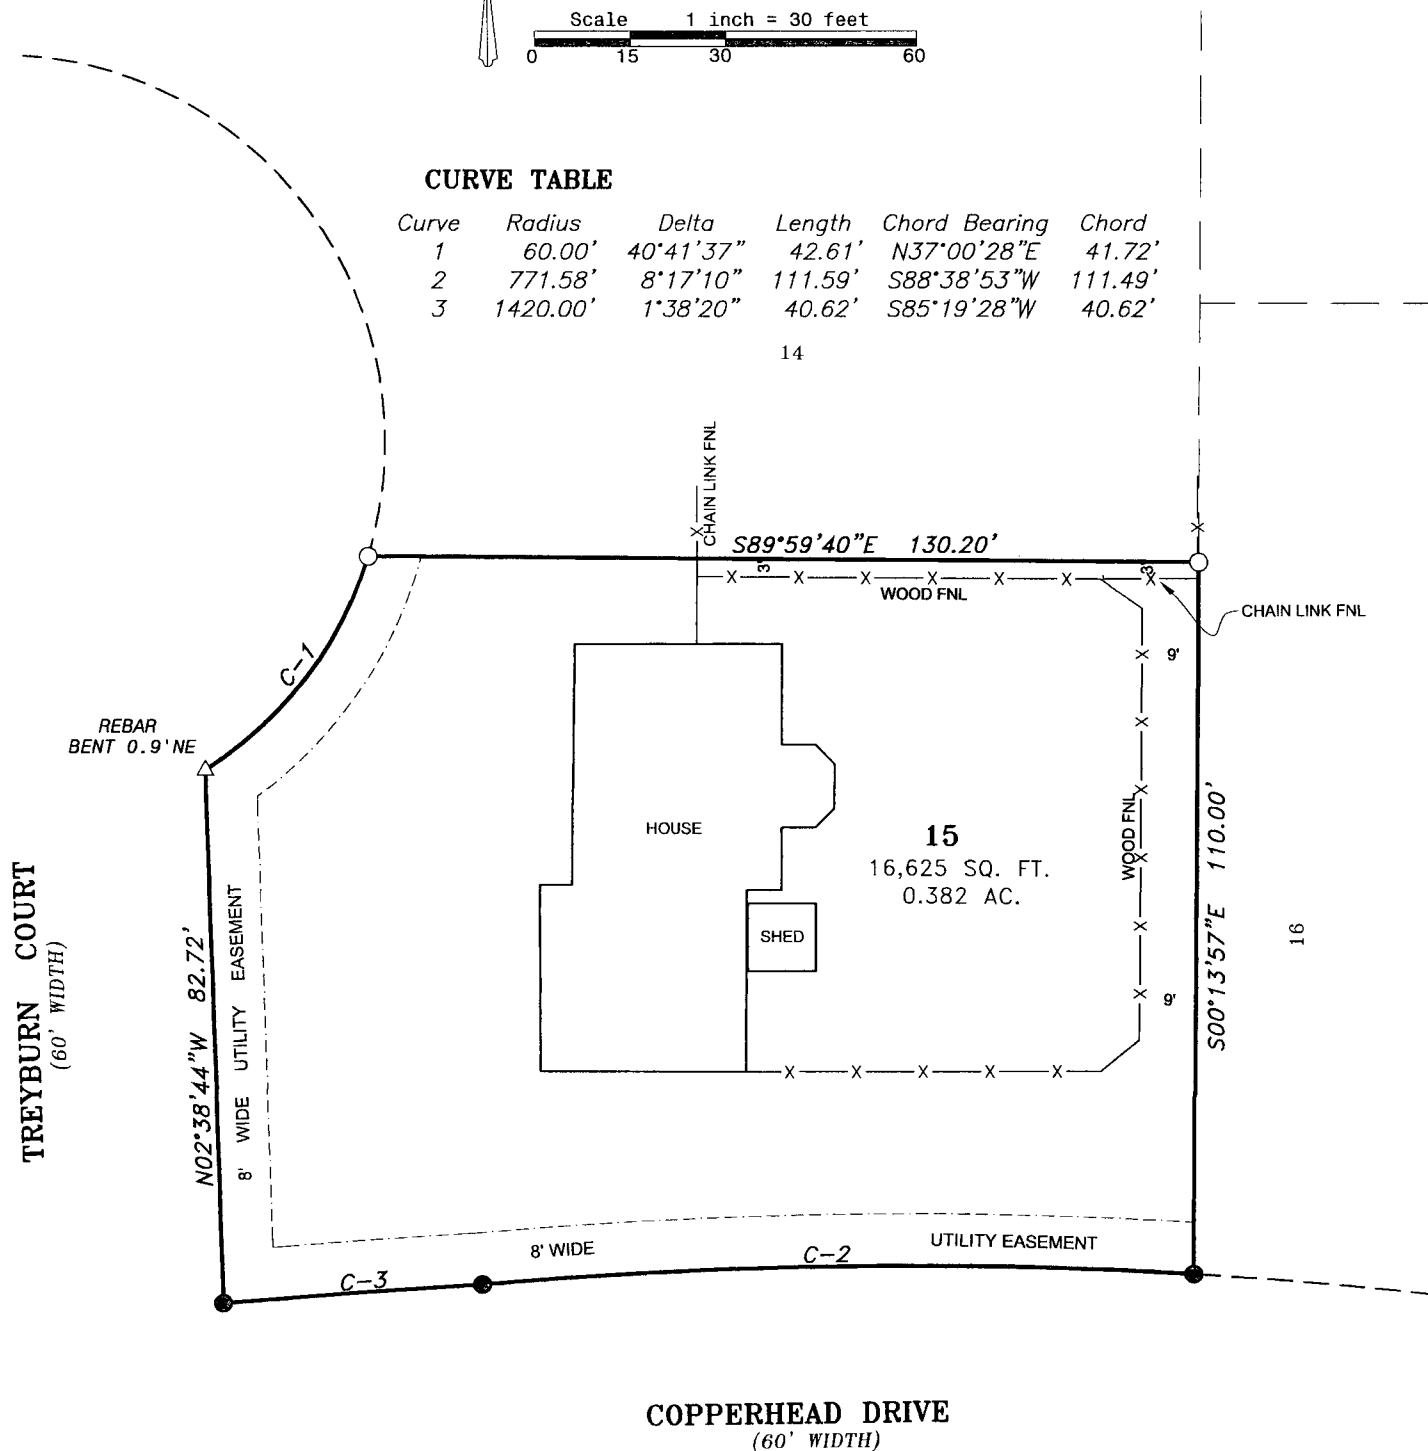 Scale 1 inch = 30 feet
0 15 30 60
CURVE TABLE
Curve Radius Delta Length Chord Bearing Chord
1 60.00' 40°41'37" 42.61' N37°00'28"E 41.72'
2 771.58' 8°17'10" 111.59' S88°38'53"W 111.49'
3 1420.00' 1°38'20" 40.62' S85°19'28"W 40.62'
14
CHAIN LINK FNL
S89°59'40"E 130.20'
3'
3'
WOOD FNL
CHAIN LINK FNL
C-1
9'
REBAR
BENT 0.9'NE
HOUSE
15
16,625 SQ. FT.
0.382 AC.
WOOD FNL
S00°13'57"E 110.00'
16
SHED
9'
TREYBURN COURT
(60' WIDTH)
N02°38'44"W 82.72'
8' WIDE UTILITY EASEMENT
8' WIDE UTILITY EASEMENT
C-2
C-3
COPPERHEAD DRIVE
(60' WIDTH)